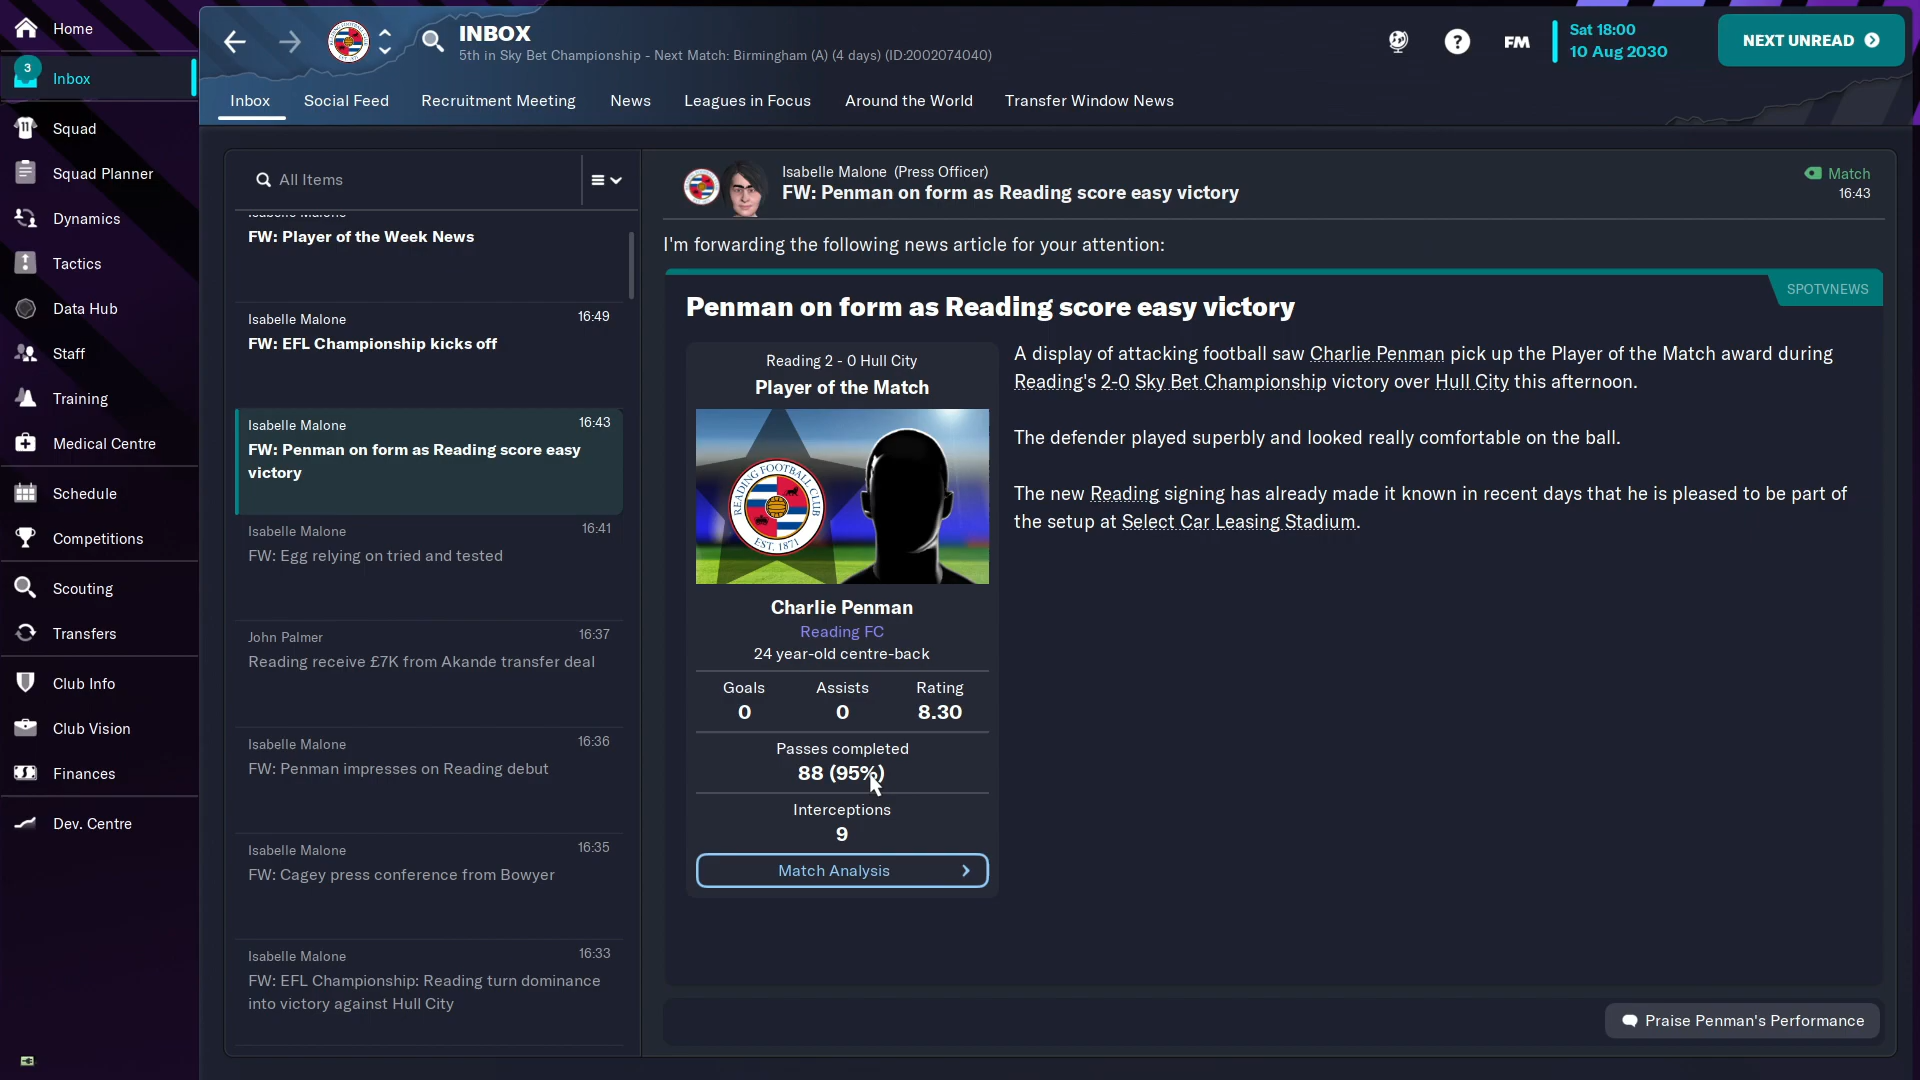 Home
3
Inbox
Squad
Squad Planner
Dynamics
Tactics
Data Hub
Staff
Training
Medical Centre
Schedule
Competitions
Scouting
Transfers
Club Info
Club Vision
Finances
Dev. Centre
INBOX
5th in Sky Bet Championship - Next Match: Birmingham (A) (4 days) (ID:2002074040)
?
FM
Sat 18:00
10 Aug 2030
NEXT UNREAD
Inbox
Social Feed
Recruitment Meeting
News
Leagues in Focus
Around the World
Transfer Window News
All Items
Isabelle Malone
FW: Player of the Week News
Isabelle Malone
16:49
FW: EFL Championship kicks off
Isabelle Malone
16:43
FW: Penman on form as Reading score easy
victory
Isabelle Malone
16:41
FW: Egg relying on tried and tested
John Palmer
16:37
Reading receive £7K from Akande transfer deal
Isabelle Malone
16:36
FW: Penman impresses on Reading debut
Isabelle Malone
16:35
FW: Cagey press conference from Bowyer
Isabelle Malone
16:33
FW: EFL Championship: Reading turn dominance
into victory against Hull City
Isabelle Malone (Press Officer)
FW: Penman on form as Reading score easy victory
Match
16:43
I'm forwarding the following news article for your attention:
SPOTVNEWS
Penman on form as Reading score easy victory
Reading 2 - 0 Hull City
Player of the Match
READING FOOTBALL CLUB
EST. 1871
Charlie Penman
Reading FC
24 year-old centre-back
Goals
Assists
Rating
0
0
8.30
Passes completed
88 (95%)
Interceptions
9
Match Analysis
A display of attacking football saw Charlie Penman pick up the Player of the Match award during
Reading's 2-0 Sky Bet Championship victory over Hull City this afternoon.
The defender played superbly and looked really comfortable on the ball.
The new Reading signing has already made it known in recent days that he is pleased to be part of
the setup at Select Car Leasing Stadium.
Praise Penman's Performance